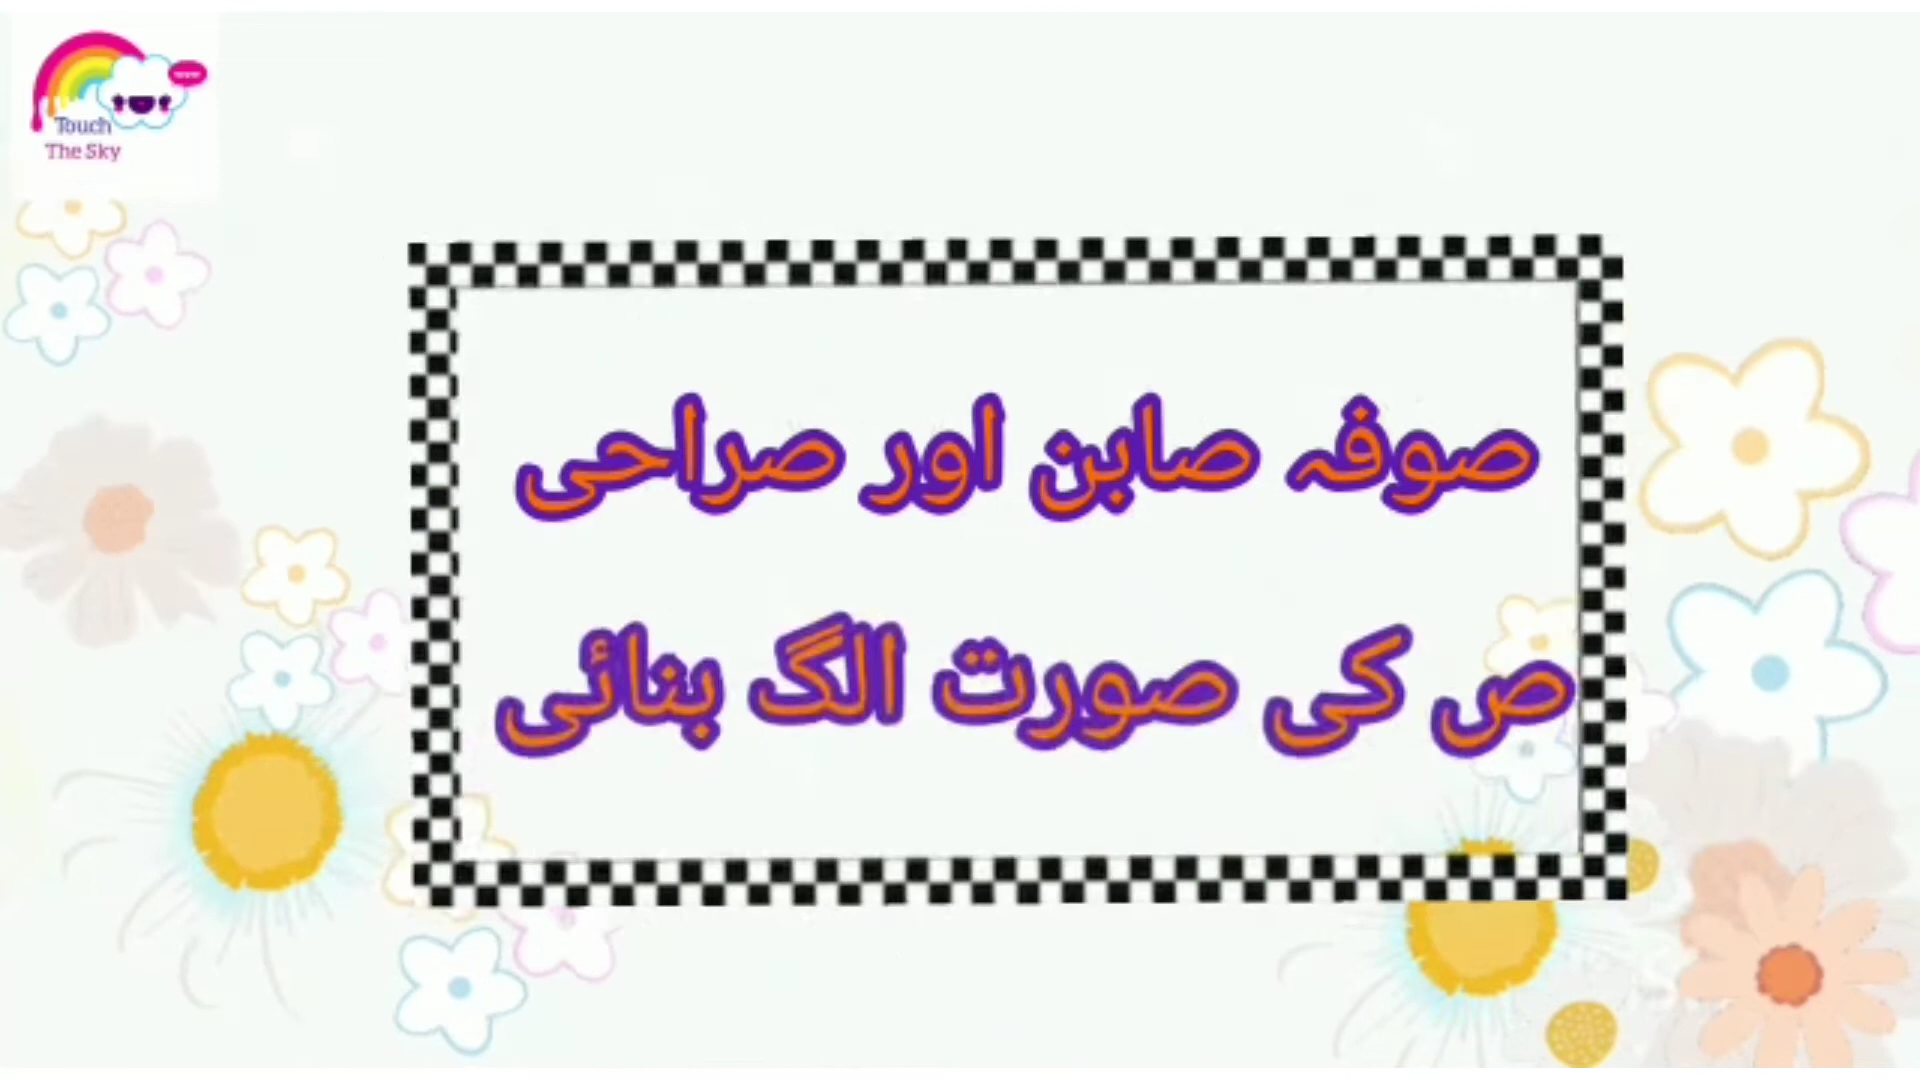 Touch
The Sky
صوفہ صابن اور صراحی
ص کی صورت الگ بنائی